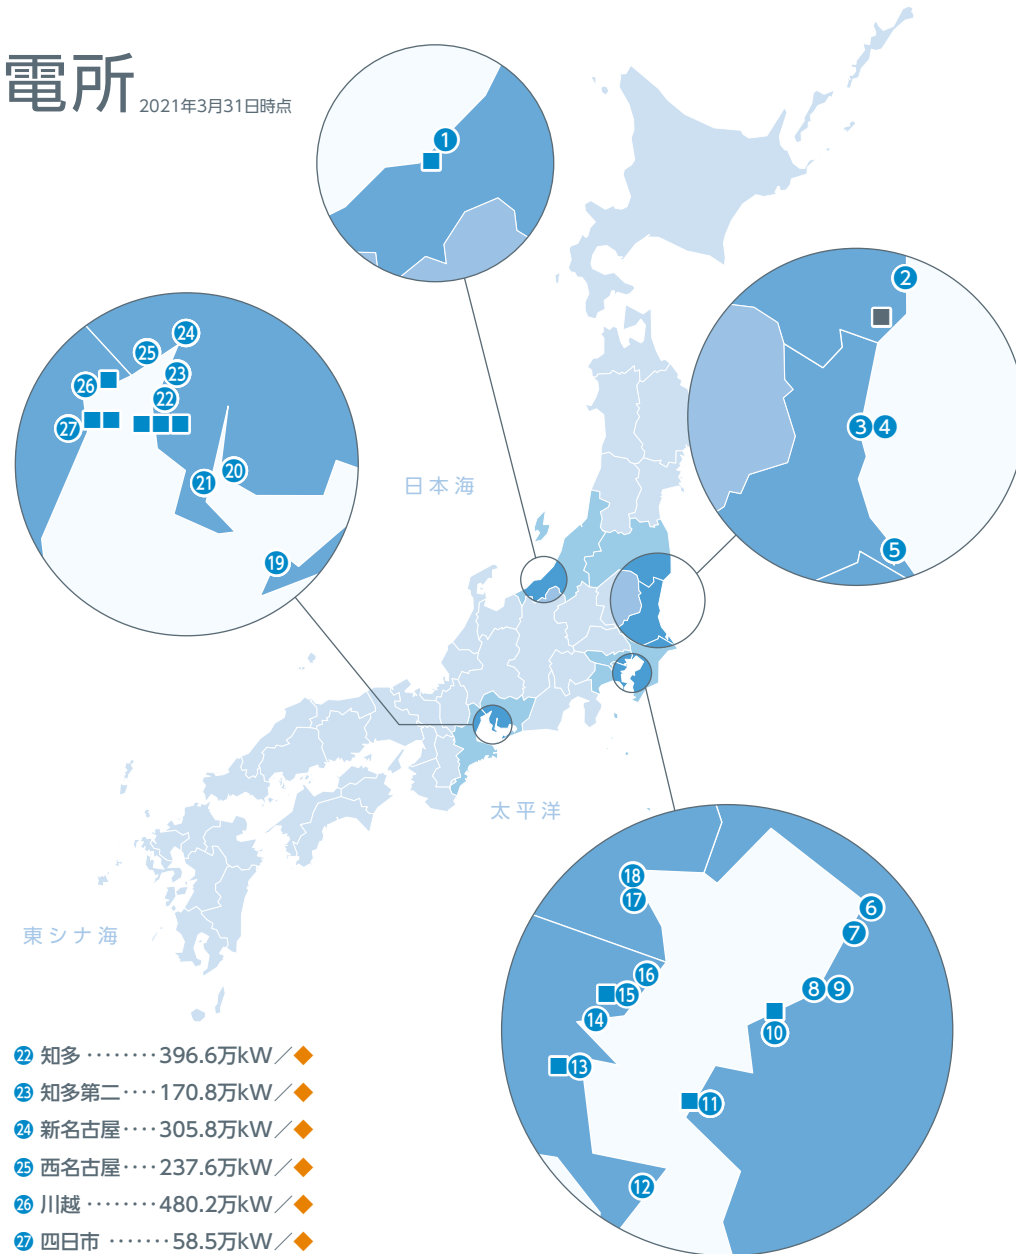 電所 2021年3月31日時点
1
2
24
25
23
26
22
27
3 4
日本海
20
21
5
19
太平洋
18
17
6
7
東シナ海
16
15
8 9
14
10
13
11
12
22 知多 ········ 396.6万kW/◆
23 知多第二 ···· 170.8万kW/◆
24 新名古屋 ···· 305.8万kW/◆
25 西名古屋 ···· 237.6万kW/◆
26 川越 ········ 480.2万kW/◆
27 四日市 ······· 58.5万kW/◆